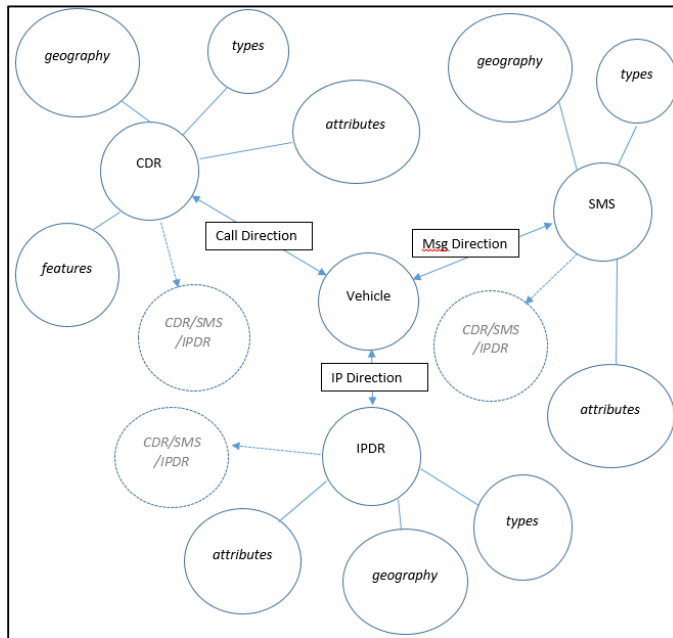 geography
types
attributes
CDR
features
CDR/SMS
/IPDR
Call Direction
Vehicle
Msg Direction
geography
types
SMS
CDR/SMS
/IPDR
attributes
IP Direction
IPDR
CDR/SMS
/IPDR
attributes
geography
types